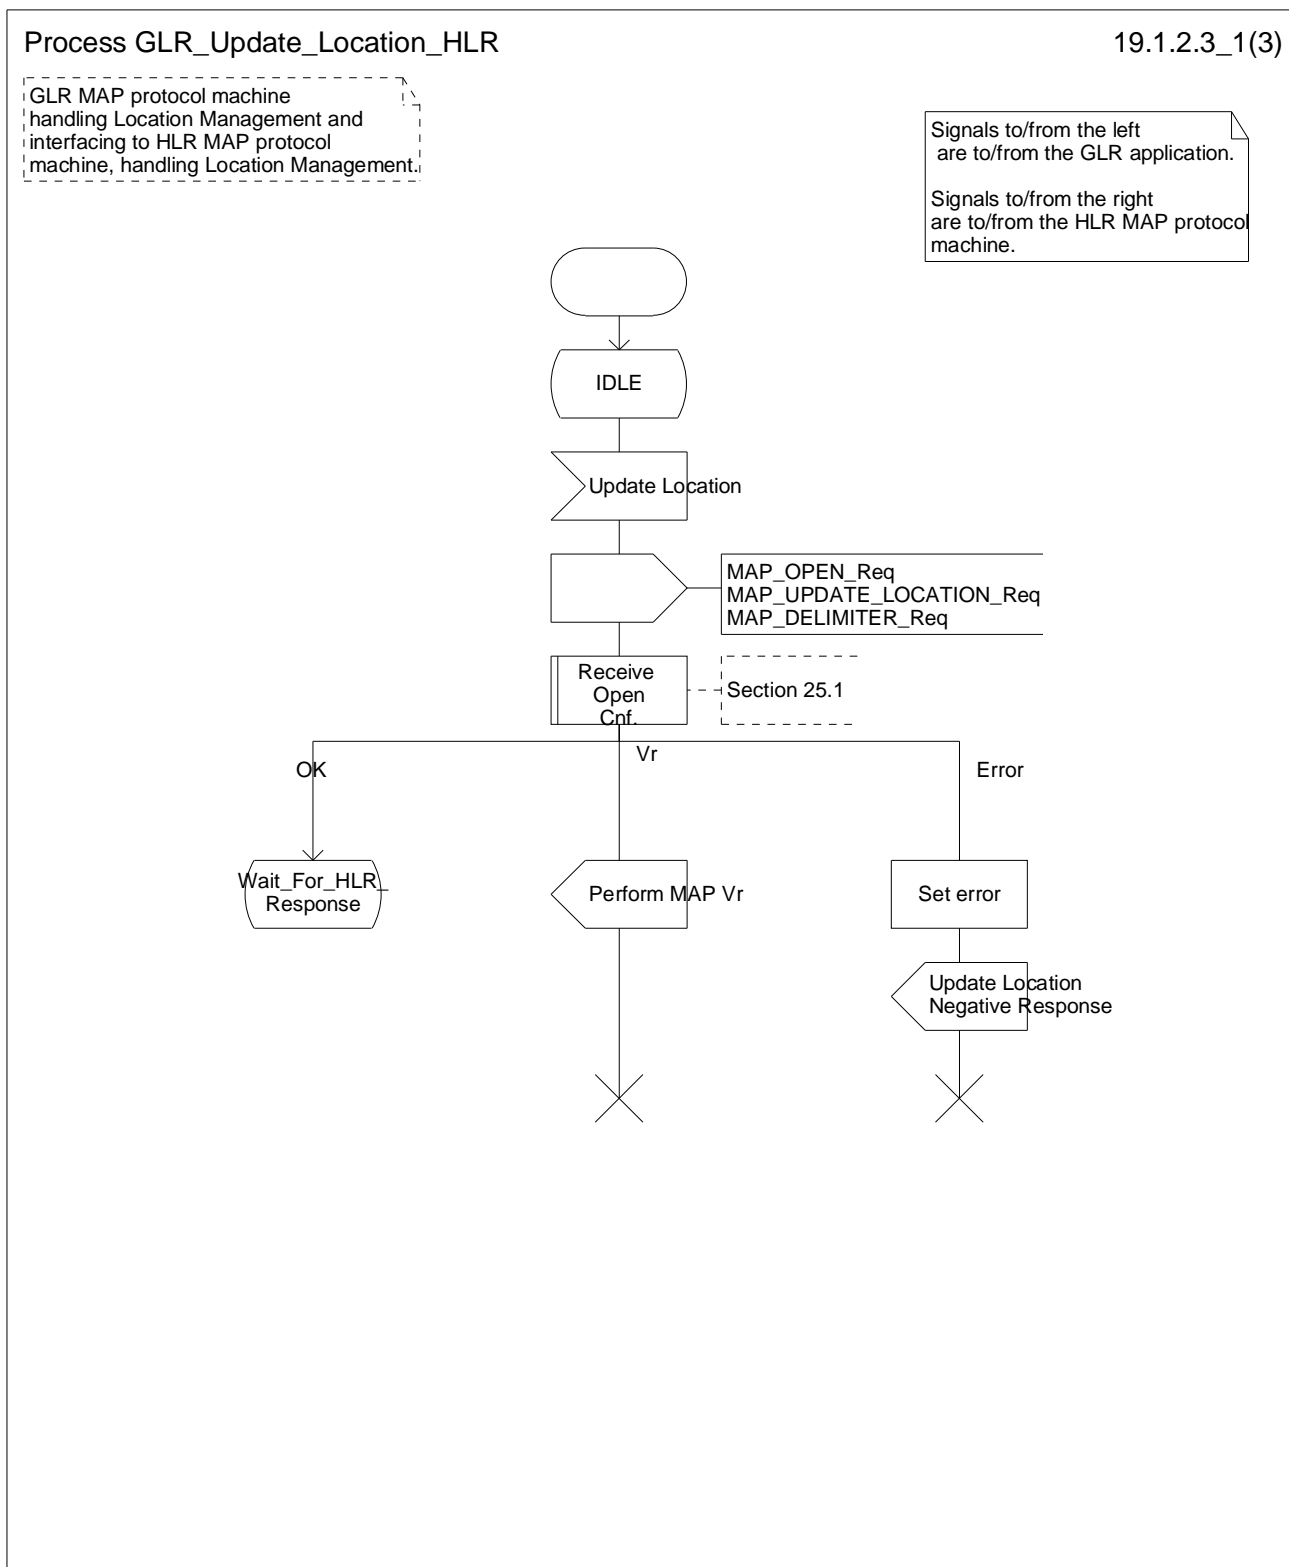 Process GLR_Update_Location_HLR
19.1.2.3_1(3)
GLR MAP protocol machine
handling Location Management and
interfacing to HLR MAP protocol
machine, handling Location Management.
Signals to/from the left
are to/from the GLR application.
Signals to/from the right
are to/from the HLR MAP protocol
machine.
IDLE
Update Location
MAP_OPEN_Req
MAP_UPDATE_LOCATION_Req
MAP_DELIMITER_Req
Receive
Open
Cnf.
Section 25.1
OK
Vr
Error
Wait_For_HLR_
Response
Perform MAP Vr
Set error
Update Location
Negative Response